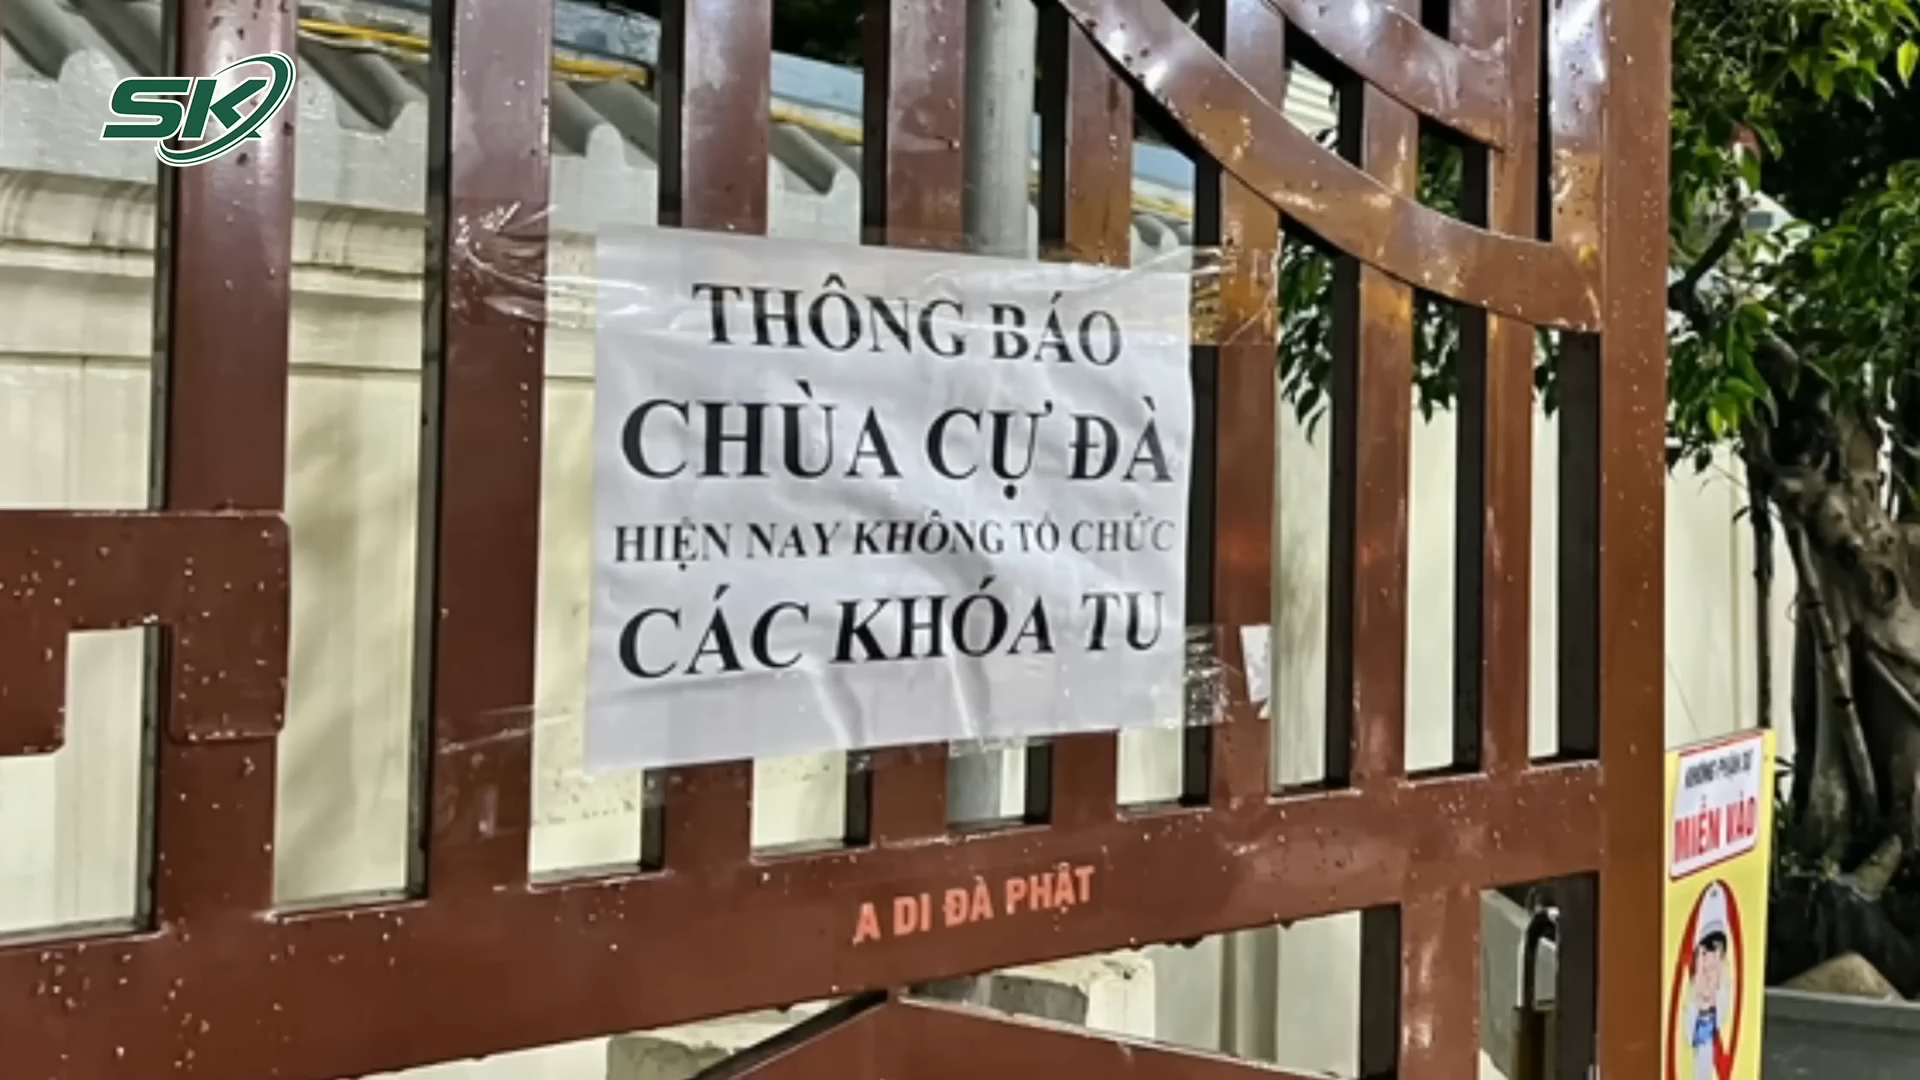 SK
THÔNG BÁO
CHÙA CỰ ĐÀ
HIỆN NAY KHÔNG TỔ CHỨC
CÁC KHÓA TU
A DI ĐÀ PHẬT
KHÔNG PHẬN SỰ
MIỄN VÀO